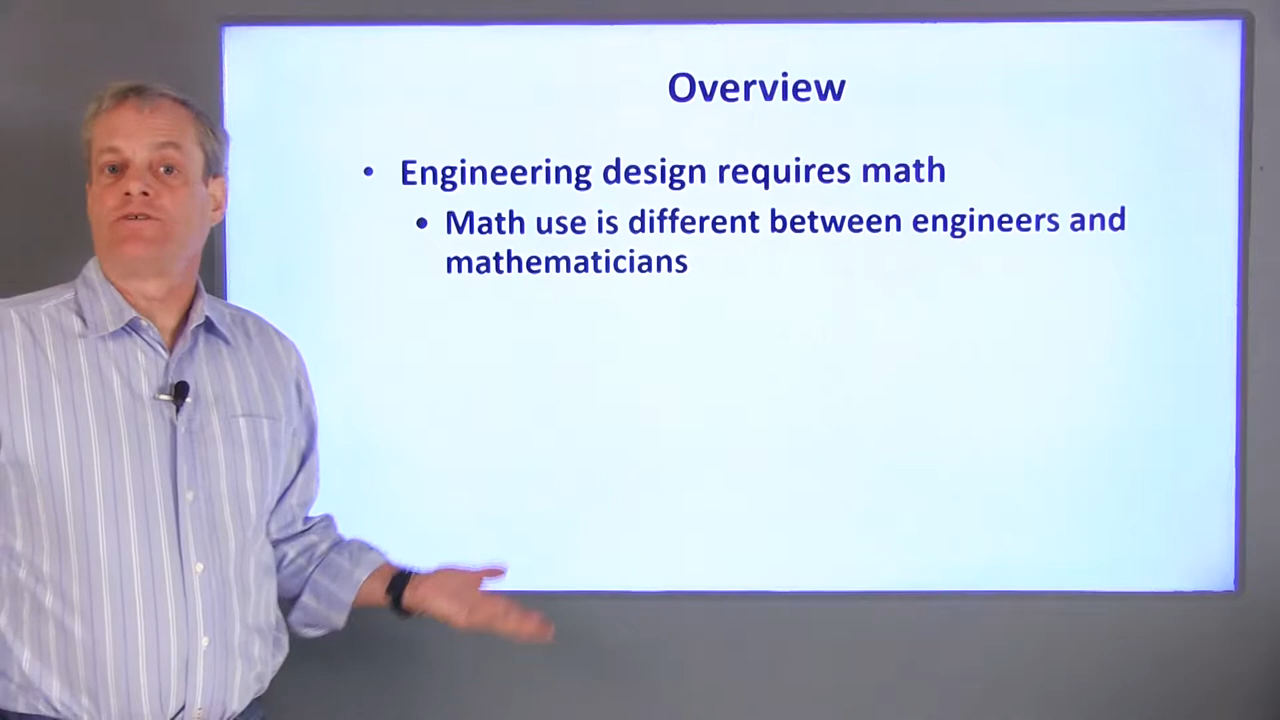 Overview
• Engineering design requires math
• Math use is different between engineers and
mathematicians